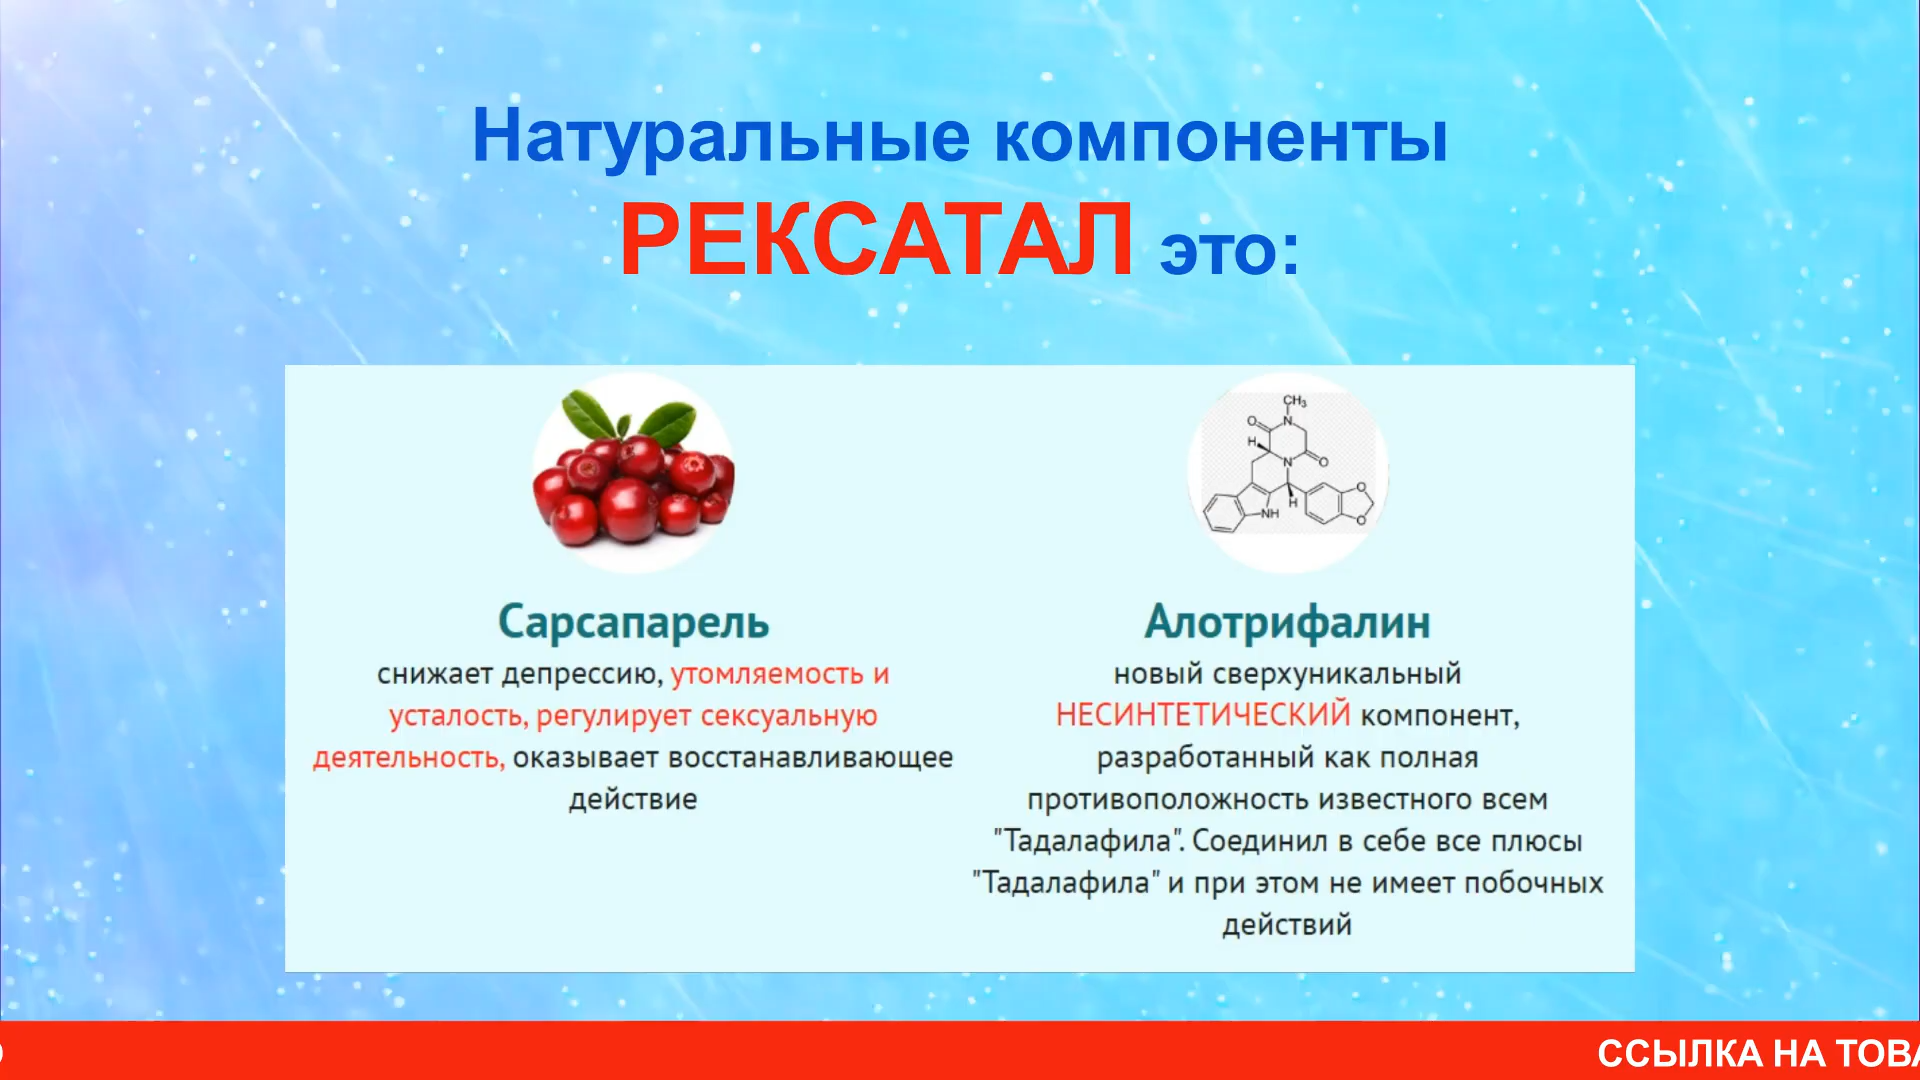 Натуральные компоненты
РЕКСАТАЛ это:
CH3
O
N
H
N
O
H
NH
O
O
Сарсапарель
снижает депрессию, утомляемость и
усталость, регулирует сексуальную
деятельность, оказывает восстанавливающее
действие
Алотрифалин
новый сверхуникальный
НЕСИНТЕТИЧЕСКИЙ компонент,
разработанный как полная
противоположность известного всем
"Тадалафила". Соединил в себе все плюсы
"Тадалафила" и при этом не имеет побочных
действий
ССЫЛКА НА ТОВА